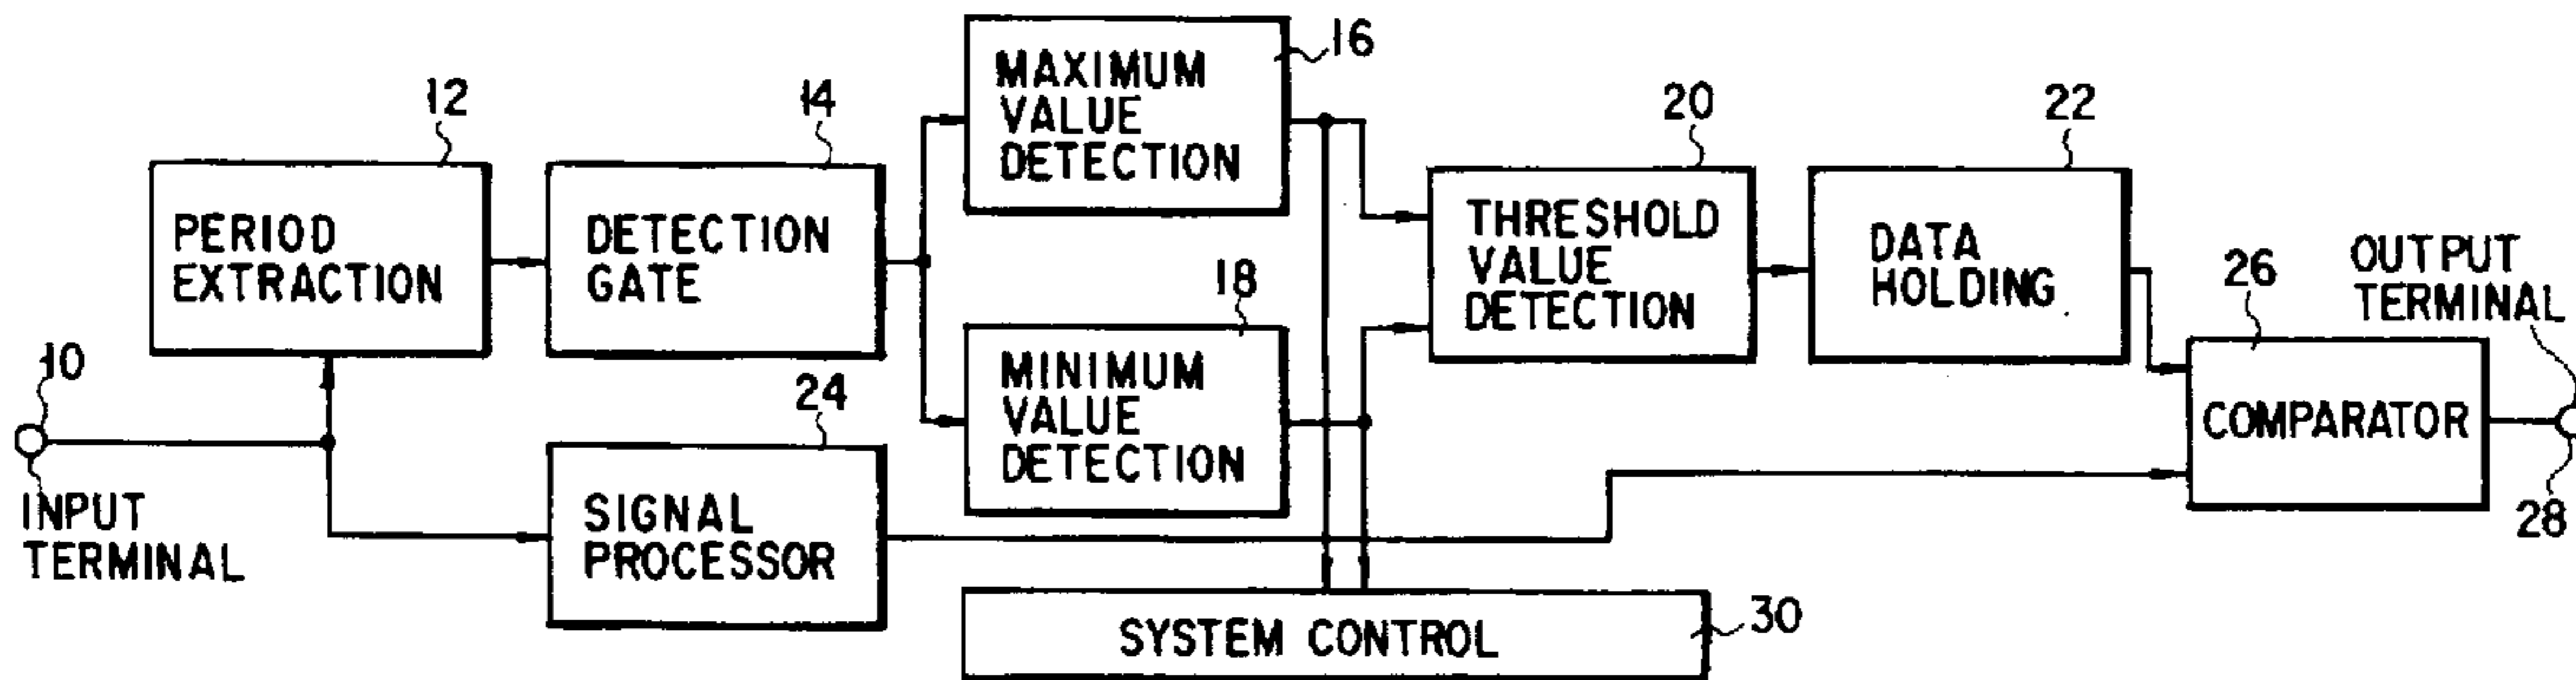 16
MAXIMUM
VALUE
DETECTION
12
14
20
22
PERIOD
EXTRACTION
DETECTION
GATE
THRESHOLD
VALUE
DETECTION
DATA
HOLDING
OUTPUT
TERMINAL
18
26
10
MINIMUM
VALUE
DETECTION
24
COMPARATOR
INPUT
TERMINAL
SIGNAL
PROCESSOR
28
SYSTEM CONTROL
30